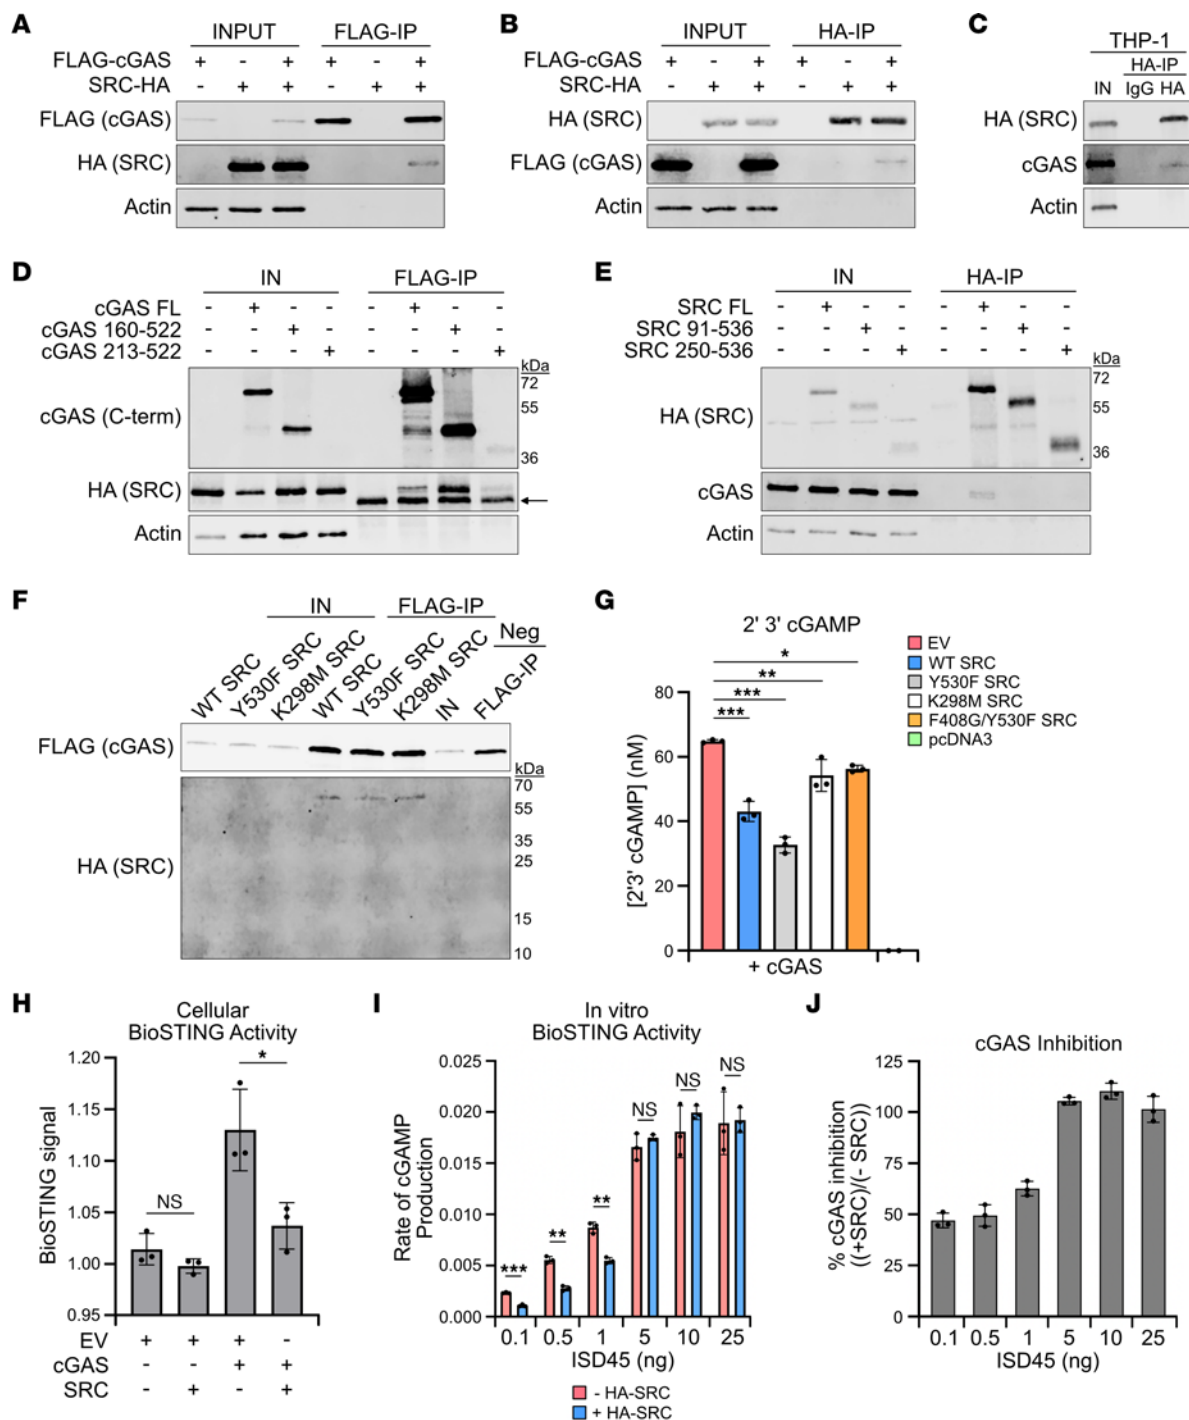 A
INPUT FLAG-IP
FLAG-cGAS + - + + - +
SRC-HA - + + - + +
FLAG (cGAS)
HA (SRC)
Actin
B
INPUT HA-IP
FLAG-cGAS + - + + - +
SRC-HA - + + - + +
HA (SRC)
FLAG (cGAS)
Actin
C
THP-1
HA-IP
IN IgG HA
HA (SRC)
cGAS
Actin
D
IN FLAG-IP
cGAS FL - + - - - + - -
cGAS 160-522 - - + - - - + -
cGAS 213-522 - - - + - - - +
kDa
72
55
36
cGAS (C-term)
HA (SRC)
Actin
E
IN HA-IP
SRC FL - + - - - + - -
SRC 91-536 - - + - - - + -
SRC 250-536 - - - + - - - +
kDa
72
55
36
HA (SRC)
cGAS
Actin
F
IN FLAG-IP
Neg
WT SRC
Y530F SRC
K298M SRC
WT SRC
Y530F SRC
K298M SRC
IN
FLAG-IP
FLAG (cGAS)
kDa
70
55
35
25
15
10
HA (SRC)
G
2' 3' cGAMP
[2'3' cGAMP] (nM)
80
60
40
20
0
*
**
***
***
+ cGAS
EV
WT SRC
Y530F SRC
K298M SRC
F408G/Y530F SRC
pcDNA3
H
Cellular
BioSTING Activity
BioSTING signal
1.20
1.15
1.10
1.05
1.00
0.95
NS
*
EV + + + -
cGAS - - + +
SRC - + - +
I
In vitro
BioSTING Activity
Rate of cGAMP
Production
0.025
0.020
0.015
0.010
0.005
0.000
*** ** ** NS NS NS
0.1 0.5 1 5 10 25
ISD45 (ng)
- HA-SRC
+ HA-SRC
J
cGAS Inhibition
% cGAS inhibition
((+SRC)/(- SRC))
125
100
75
50
25
0
0.1 0.5 1 5 10 25
ISD45 (ng)